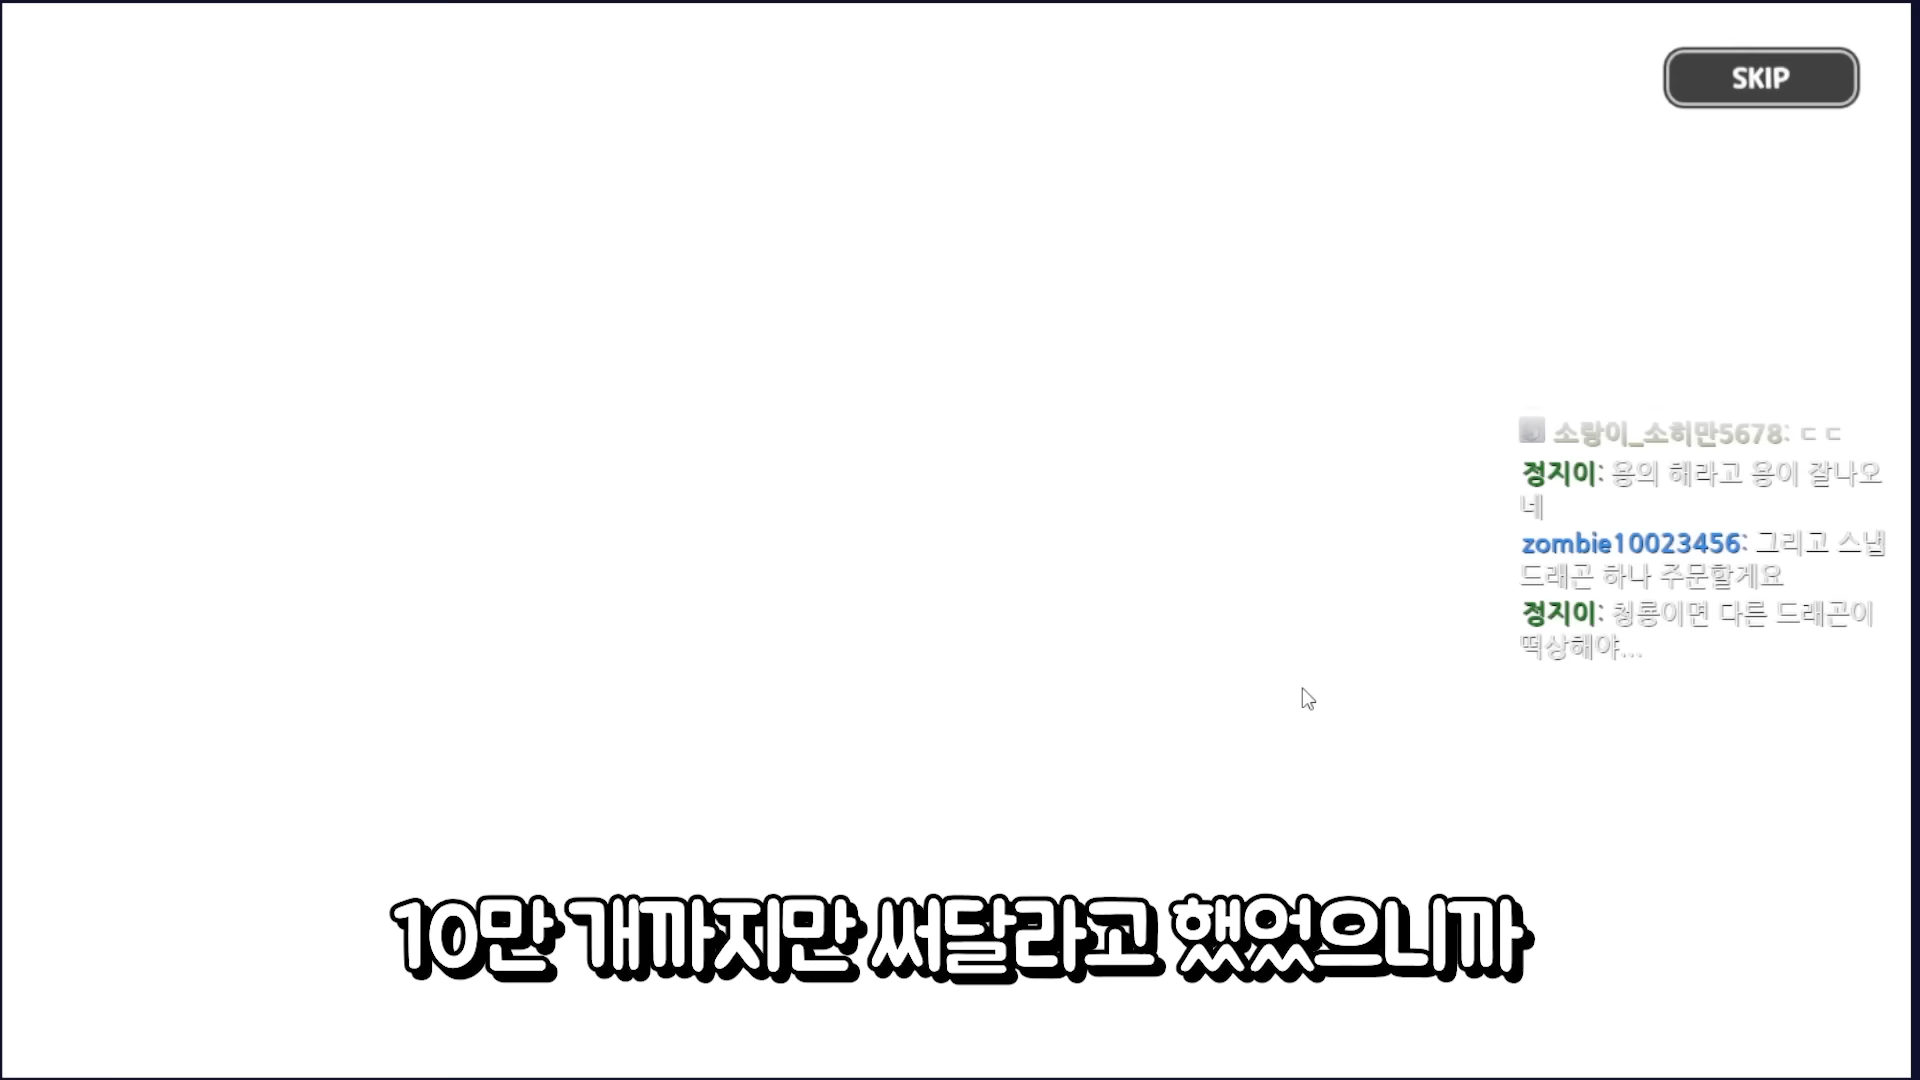 SKIP
소랑이_소히만5678: ㄷㄷ
정지이: 용의 해라고 용이 잘나오
네
zombie10023456: 그리고 스냅
드래곤 하나 주문할게요
정지이: 청룡이면 다른 드래곤이
떡상해야...
10만 개까지만 써달라고 했었으니까